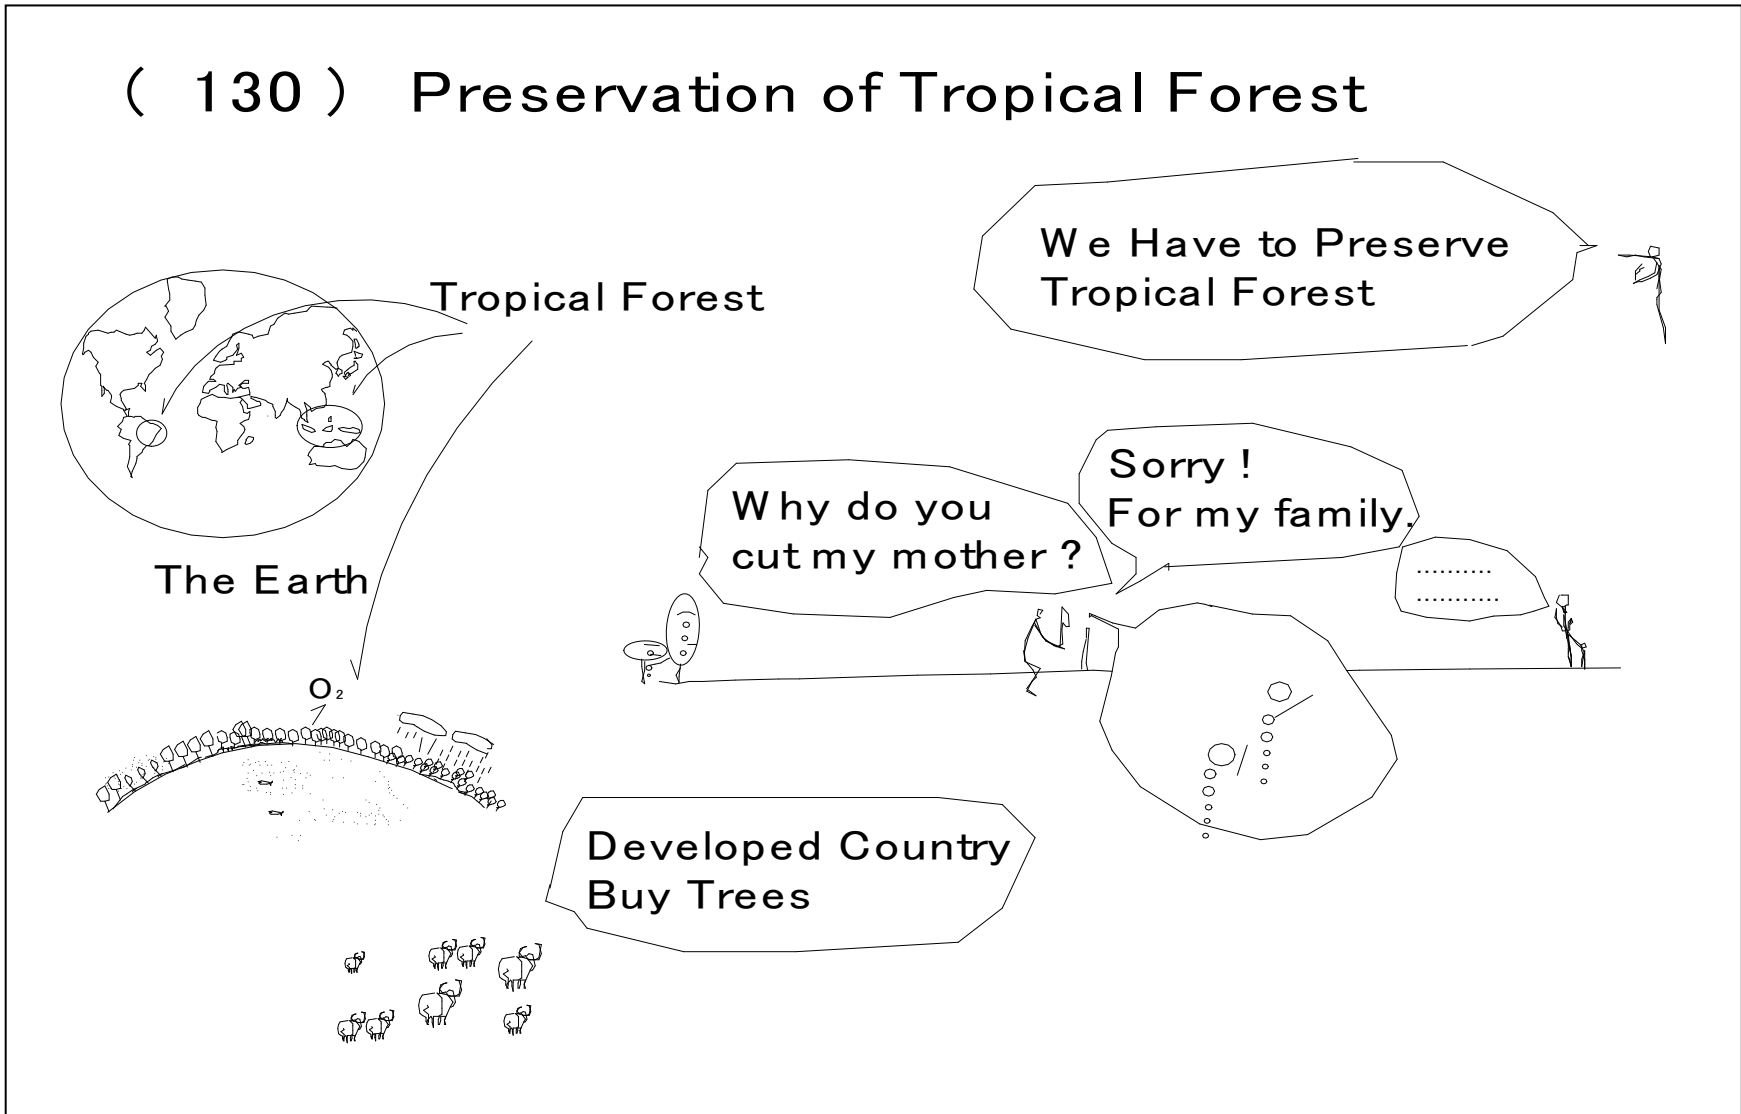 ( 130 ) Preservation of Tropical Forest
We Have to Preserve
Tropical Forest
Tropical Forest
Sorry !
For my family.
Why do you
cut my mother ?
..........
...........
The Earth
O₂
Developed Country
Buy Trees